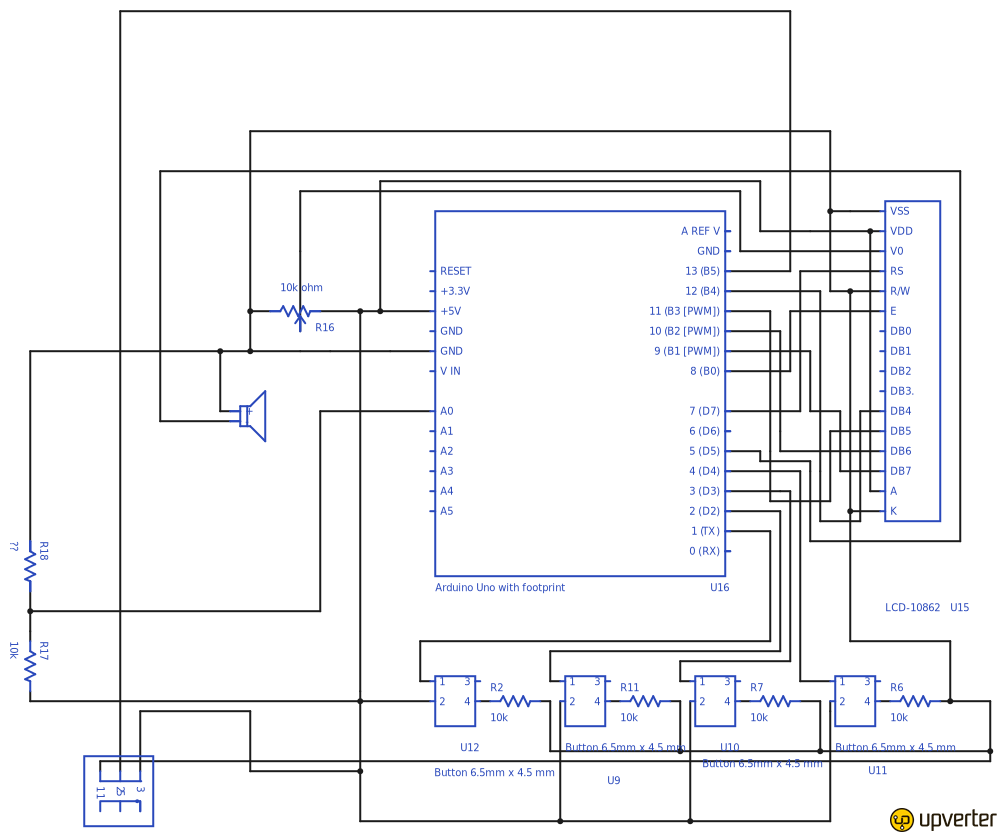 A REF V
GND
13 (B5)
12 (B4)
11 (B3 [PWM])
10 (B2 [PWM])
9 (B1 [PWM])
8 (B0)
7 (D7)
6 (D6)
5 (D5)
4 (D4)
3 (D3)
2 (D2)
1 (TX)
0 (RX)
RESET
+3.3V
+5V
GND
GND
V IN
A0
A1
A2
A3
A4
A5
Arduino Uno with footprint
U16
VSS
VDD
V0
RS
R/W
E
DB0
DB1
DB2
DB3.
DB4
DB5
DB6
DB7
A
K
LCD-10862 U15
10k ohm
R16
+
R18
??
R17
10k
1 3
2 4
R2
10k
U12
Button 6.5mm x 4.5 mm
1 3
2 4
R11
10k
Button 6.5mm x 4.5 mm
U9
1 3
2 4
R7
10k
U10
Button 6.5mm x 4.5 mm
1 3
2 4
R6
10k
Button 6.5mm x 4.5 mm
U11
3
upverter